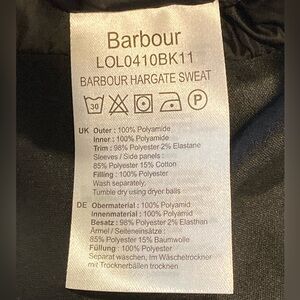 Barbour
LOL0410BK11
BARBOUR HARGATE SWEAT
30 P
UK Outer : 100% Polyamide
Inner : 100% Polyamide
Trim : 98% Polyester 2% Elastane
Sleeves / Side panels :
85% Polyester 15% Cotton
Filling : 100% Polyester
Wash separately,
Tumble dry using dryer balls
DE Obermaterial : 100% Polyamid
Innenmaterial : 100% Polyamid
Besatz : 98% Polyester 2% Elasthan
Ärmel / Seiteneinsätze :
85% Polyester 15% Baumwolle
Füllung : 100% Polyester
Separat waschen, Im Wäschetrockner
mit Trocknerbällen trocknen